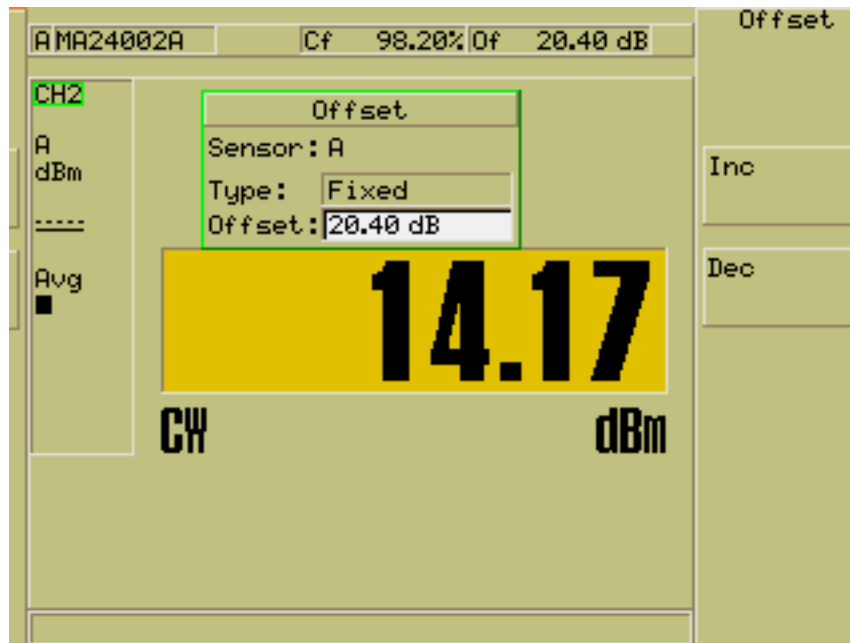 A MA24002A Cf 98.20% Of 20.40 dB
Offset
CH2
A
dBm
-----
Avg
Offset
Sensor: A
Type: Fixed
Offset: 20.40 dB
14.17
CW dBm
Inc
Dec